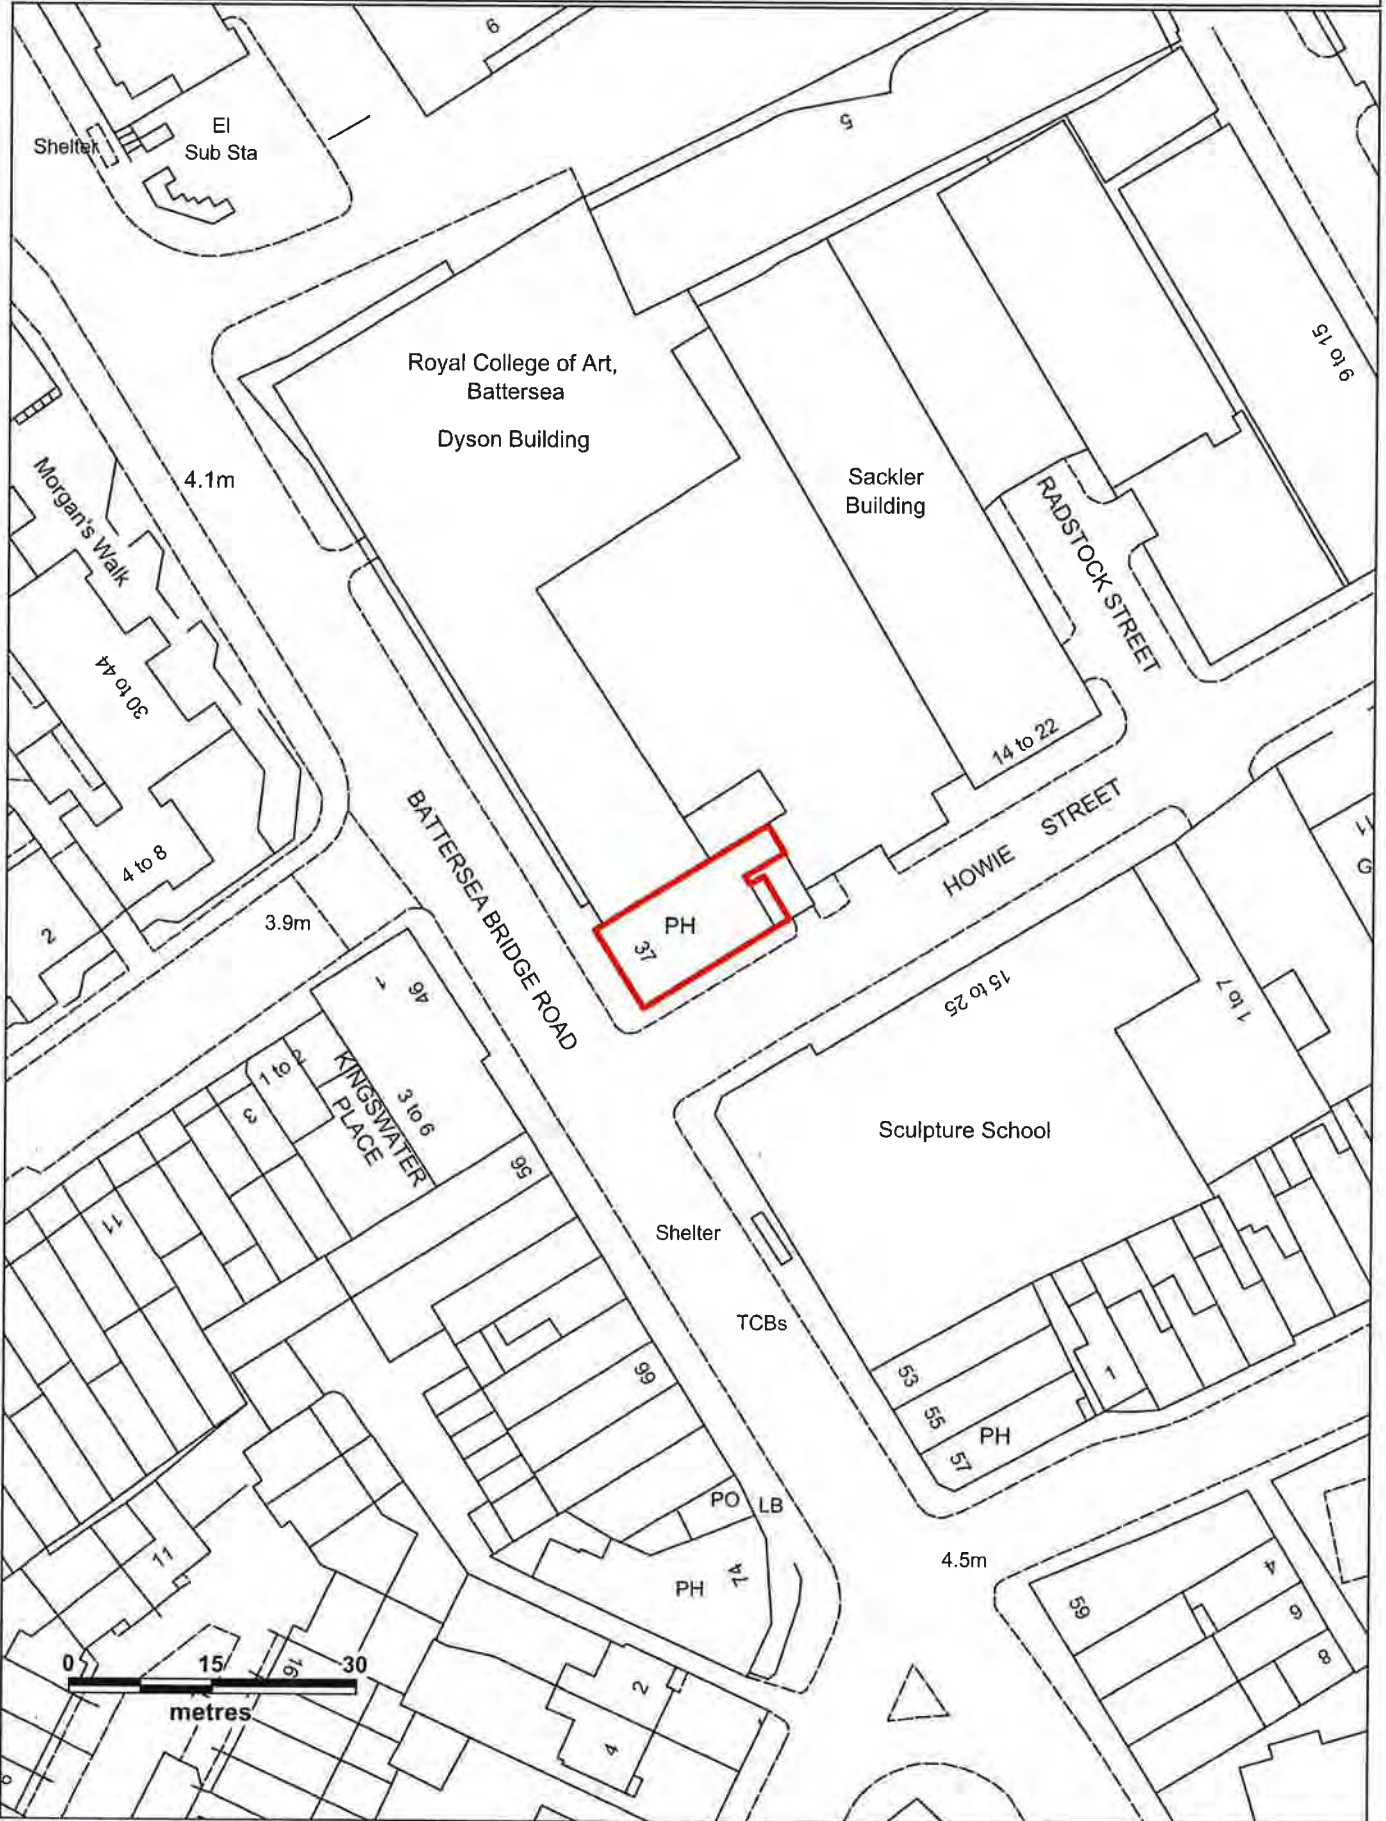 6
El
Sub Sta
Shelter
5
9 to 15
Royal College of Art,
Battersea
Dyson Building
Morgan's Walk
4.1m
Sackler
Building
RADSTOCK STREET
30 to 44
14 to 22
HOWIE STREET
BATTERSEA BRIDGE ROAD
4 to 8
11
G
2
3.9m
PH
37
1
46
15 to 25
1 to 7
1 to 2
3
KINGSWATER
PLACE
3 to 6
56
Sculpture School
11
Shelter
TCBs
66
53
55
57
PH
1
PO
LB
11
PH
74
4.5m
59
4
6
8
16
2
4
0 15 30
metres